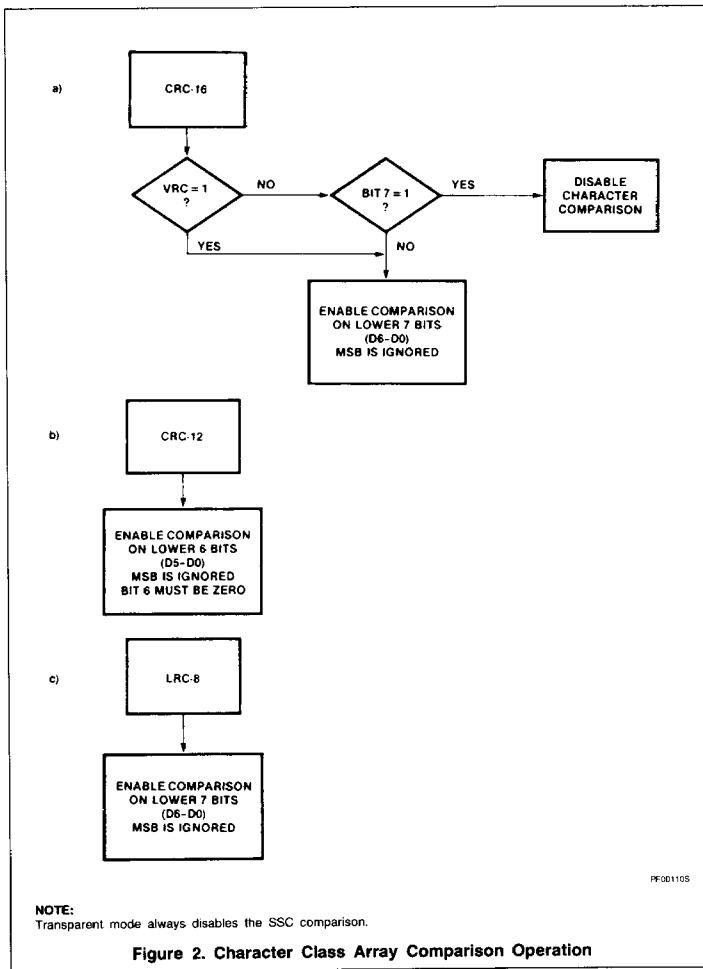 a)
CRC-16
VRC = 1
?
NO
BIT 7 = 1
?
YES
DISABLE
CHARACTER
COMPARISON
YES
NO
ENABLE COMPARISON
ON LOWER 7 BITS
(D6-D0)
MSB IS IGNORED
b)
CRC-12
ENABLE COMPARISON
ON LOWER 6 BITS
(D5-D0)
MSB IS IGNORED
BIT 6 MUST BE ZERO
c)
LRC-8
ENABLE COMPARISON
ON LOWER 7 BITS
(D6-D0)
MSB IS IGNORED
PF00110S
NOTE:
Transparent mode always disables the SSC comparison.
Figure 2. Character Class Array Comparison Operation